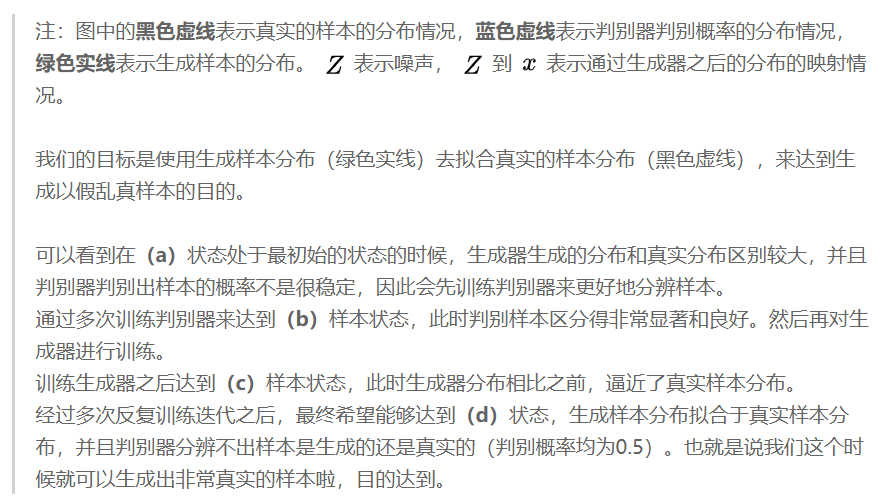 注：图中的黑色虚线表示真实的样本的分布情况，蓝色虚线表示判别器判别概率的分布情况，
绿色实线表示生成样本的分布。 Z 表示噪声， Z 到 x 表示通过生成器之后的分布的映射情
况。
我们的目标是使用生成样本分布（绿色实线）去拟合真实的样本分布（黑色虚线），来达到生
成以假乱真样本的目的。
可以看到在（a）状态处于最初始的状态的时候，生成器生成的分布和真实分布区别较大，并且
判别器判别出样本的概率不是很稳定，因此会先训练判别器来更好地分辨样本。
通过多次训练判别器来达到（b）样本状态，此时判别样本区分得非常显著和良好。然后再对生
成器进行训练。
训练生成器之后达到（c）样本状态，此时生成器分布相比之前，逼近了真实样本分布。
经过多次反复训练迭代之后，最终希望能够达到（d）状态，生成样本分布拟合于真实样本分
布，并且判别器分辨不出样本是生成的还是真实的（判别概率均为0.5）。也就是说我们这个时
候就可以生成出非常真实的样本啦，目的达到。